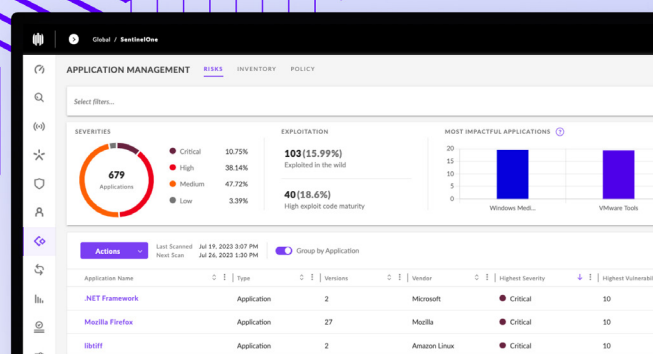 Global / SentinelOne
APPLICATION MANAGEMENT RISKS INVENTORY POLICY
Select filters...
SEVERITIES EXPLOITATION MOST IMPACTFUL APPLICATIONS ?
679
Applications
Critical 10.75%
High 38.14%
Medium 47.72%
Low 3.39%
103 (15.99%)
Exploited in the wild
40 (18.6%)
High exploit code maturity
20
15
10
5
0
Windows Medi... VMware Tools
Actions
Last Scanned Jul 19, 2023 3:07 PM
Next Scan Jul 26, 2023 1:30 PM
Group by Application
Application Name Type Versions Vendor Highest Severity Highest Vulnerabil
.NET Framework Application 2 Microsoft Critical 10
Mozilla Firefox Application 27 Mozilla Critical 10
libtiff Application 2 Amazon Linux Critical 10